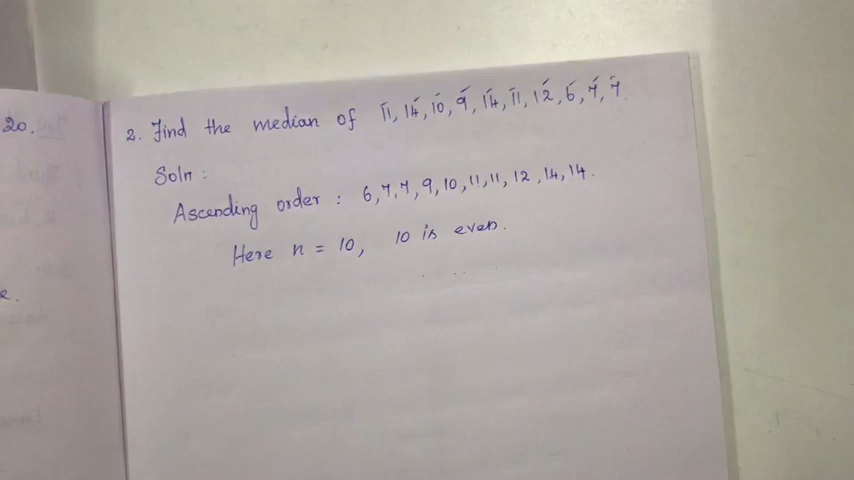 20.
2. Find the median of 11, 14, 10, 9, 14, 11, 12, 6, 7, 7.
Soln :
Ascending order : 6, 7, 7, 9, 10, 11, 11, 12, 14, 14.
Here n = 10, 10 is even.
e.